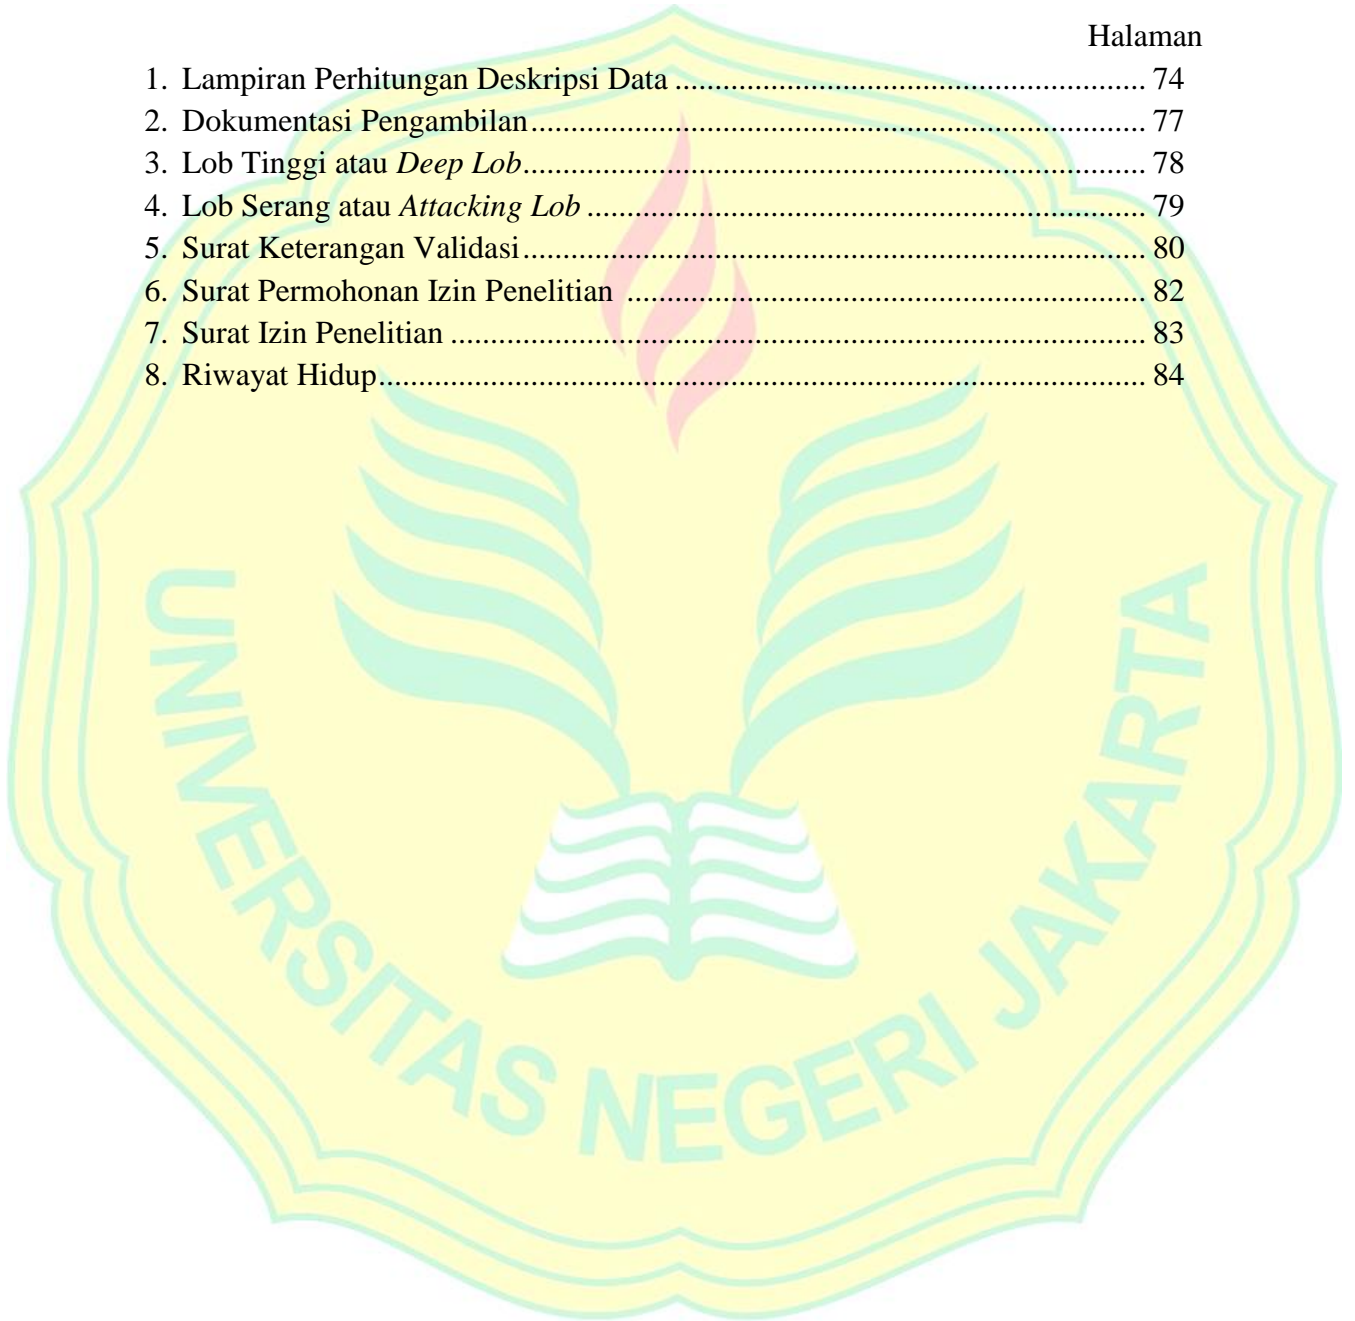 Halaman
1. Lampiran Perhitungan Deskripsi Data ........................................................ 74
2. Dokumentasi Pengambilan ........................................................................ 77
3. Lob Tinggi atau Deep Lob ......................................................................... 78
4. Lob Serang atau Attacking Lob .................................................................. 79
5. Surat Keterangan Validasi ......................................................................... 80
6. Surat Permohonan Izin Penelitian .............................................................. 82
7. Surat Izin Penelitian .................................................................................. 83
8. Riwayat Hidup .......................................................................................... 84
UNIVERSITAS NEGERI JAKARTA